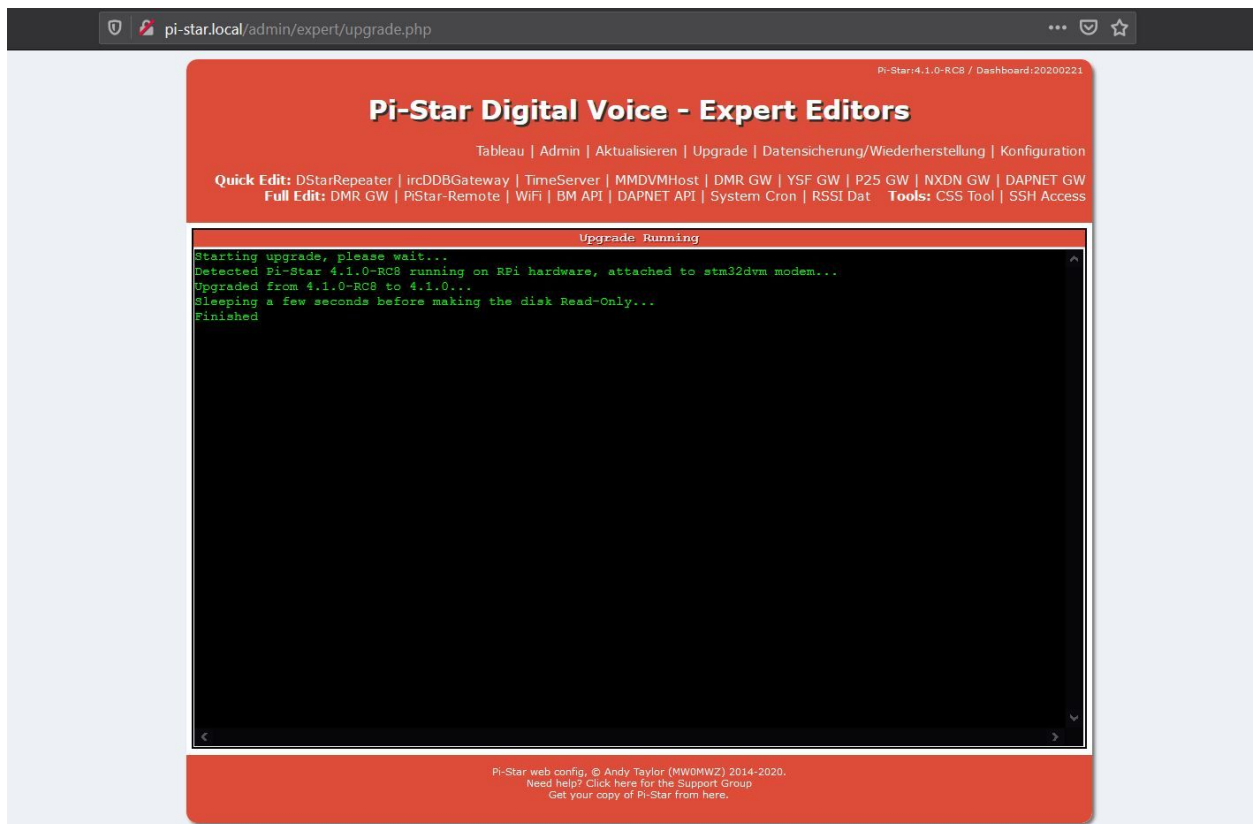 pi-star.local/admin/expert/upgrade.php
Pi-Star:4.1.0-RC8 / Dashboard:20200221
Pi-Star Digital Voice - Expert Editors
Tableau | Admin | Aktualisieren | Upgrade | Datensicherung/Wiederherstellung | Konfiguration
Quick Edit: DStarRepeater | ircDDBGateway | TimeServer | MMDVMHost | DMR GW | YSF GW | P25 GW | NXDN GW | DAPNET GW
Full Edit: DMR GW | PiStar-Remote | WiFi | BM API | DAPNET API | System Cron | RSSI Dat Tools: CSS Tool | SSH Access
Upgrade Running
Starting upgrade, please wait...
Detected Pi-Star 4.1.0-RC8 running on RPi hardware, attached to stm32dvm modem...
Upgraded from 4.1.0-RC8 to 4.1.0...
Sleeping a few seconds before making the disk Read-Only...
Finished
Pi-Star web config, © Andy Taylor (MW0MWZ) 2014-2020.
Need help? Click here for the Support Group
Get your copy of Pi-Star from here.